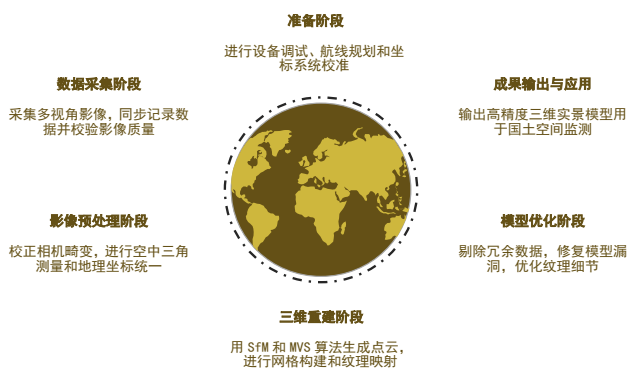 准备阶段
进行设备调试、航线规划和坐
标系统校准
数据采集阶段
采集多视角影像，同步记录数
据并校验影像质量
影像预处理阶段
校正相机畸变，进行空中三角
测量和地理坐标统一
三维重建阶段
用 SfM 和 MVS 算法生成点云，
进行网格构建和纹理映射
模型优化阶段
剔除冗余数据，修复模型漏
洞，优化纹理细节
成果输出与应用
输出高精度三维实景模型用
于国土空间监测